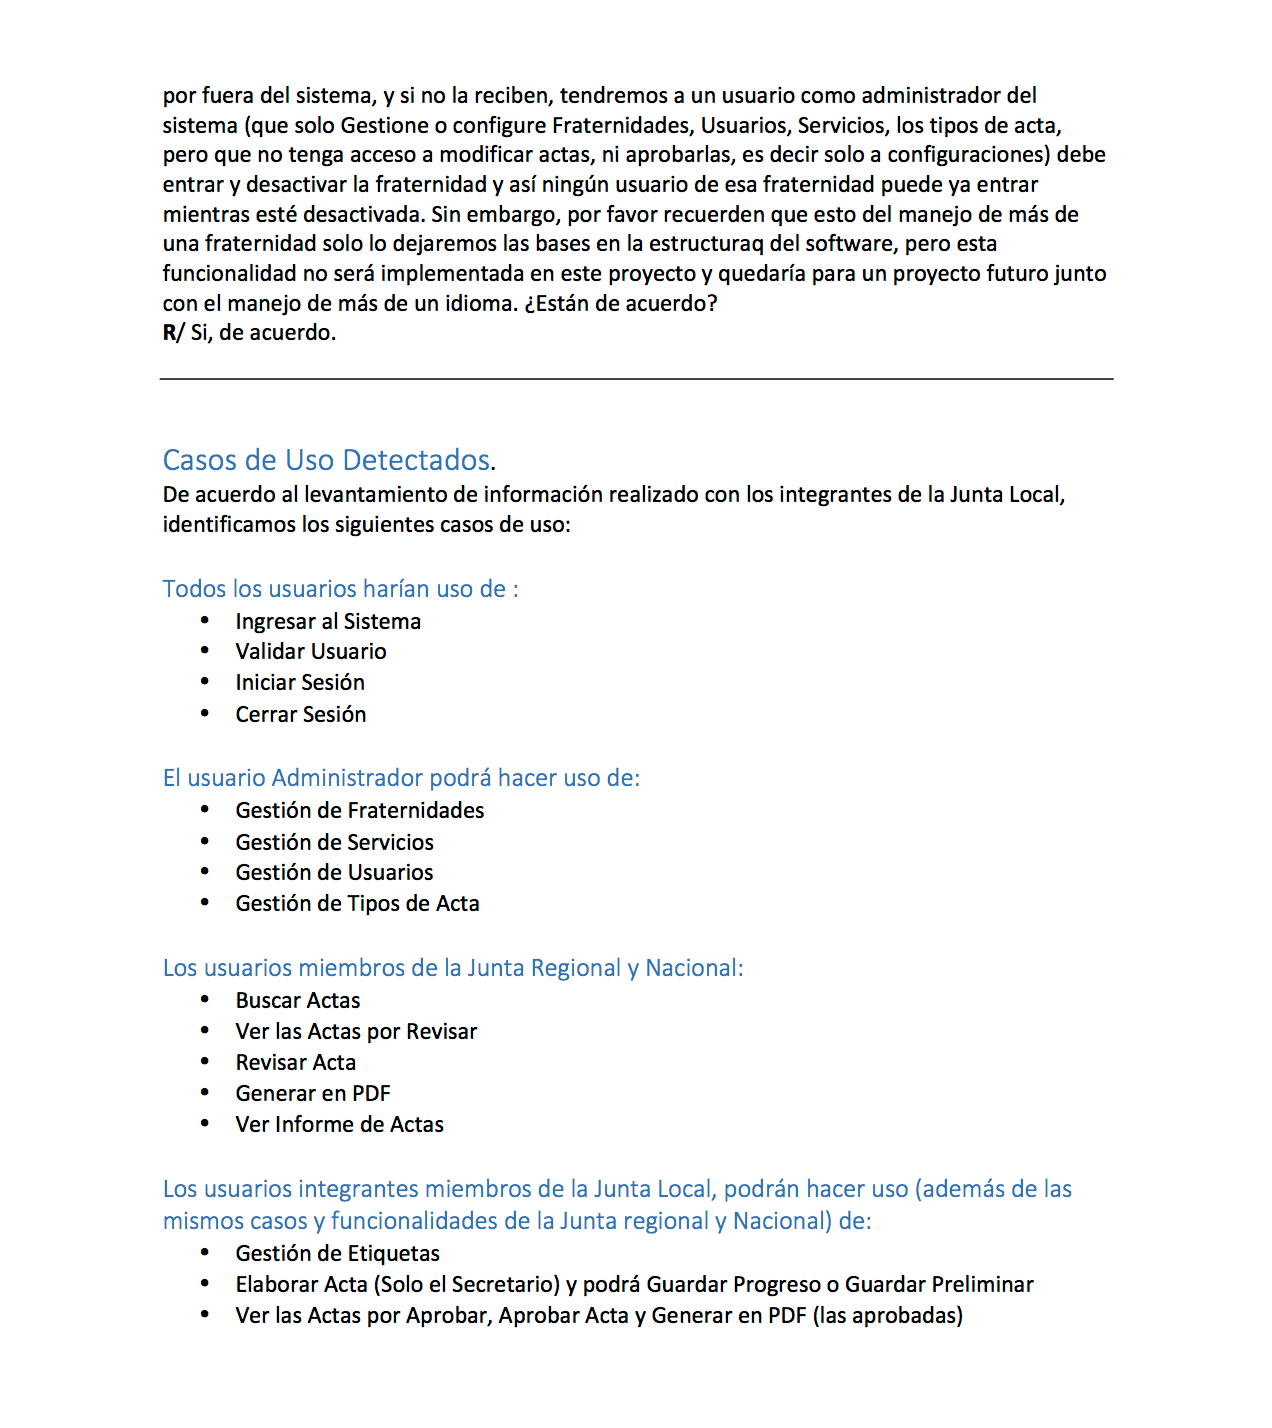 por fuera del sistema, y si no la reciben, tendremos a un usuario como administrador del
sistema (que solo Gestione o configure Fraternidades, Usuarios, Servicios, los tipos de acta,
pero que no tenga acceso a modificar actas, ni aprobarlas, es decir solo a configuraciones) debe
entrar y desactivar la fraternidad y así ningún usuario de esa fraternidad puede ya entrar
mientras esté desactivada. Sin embargo, por favor recuerden que esto del manejo de más de
una fraternidad solo lo dejaremos las bases en la estructuraq del software, pero esta
funcionalidad no será implementada en este proyecto y quedaría para un proyecto futuro junto
con el manejo de más de un idioma. ¿Están de acuerdo?
R/ Si, de acuerdo.
Casos de Uso Detectados.
De acuerdo al levantamiento de información realizado con los integrantes de la Junta Local,
identificamos los siguientes casos de uso:
Todos los usuarios harían uso de :
• Ingresar al Sistema
• Validar Usuario
• Iniciar Sesión
• Cerrar Sesión
El usuario Administrador podrá hacer uso de:
• Gestión de Fraternidades
• Gestión de Servicios
• Gestión de Usuarios
• Gestión de Tipos de Acta
Los usuarios miembros de la Junta Regional y Nacional:
• Buscar Actas
• Ver las Actas por Revisar
• Revisar Acta
• Generar en PDF
• Ver Informe de Actas
Los usuarios integrantes miembros de la Junta Local, podrán hacer uso (además de las
mismos casos y funcionalidades de la Junta regional y Nacional) de:
• Gestión de Etiquetas
• Elaborar Acta (Solo el Secretario) y podrá Guardar Progreso o Guardar Preliminar
• Ver las Actas por Aprobar, Aprobar Acta y Generar en PDF (las aprobadas)